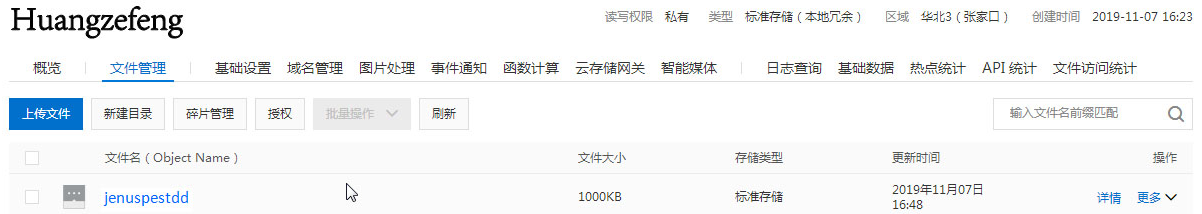 Huangzefeng
读写权限 私有 类型 标准存储（本地冗余） 区域 华北3（张家口） 创建时间 2019-11-07 16:23
概览 文件管理 基础设置 域名管理 图片处理 事件通知 函数计算 云存储网关 智能媒体 日志查询 基础数据 热点统计 API 统计 文件访问统计
上传文件 新建目录 碎片管理 授权 批量操作 刷新 输入文件名前缀匹配
文件名（Object Name） 文件大小 存储类型 更新时间 操作
jenuspestdd 1000KB 标准存储 2019年11月07日 详情 更多
16:48